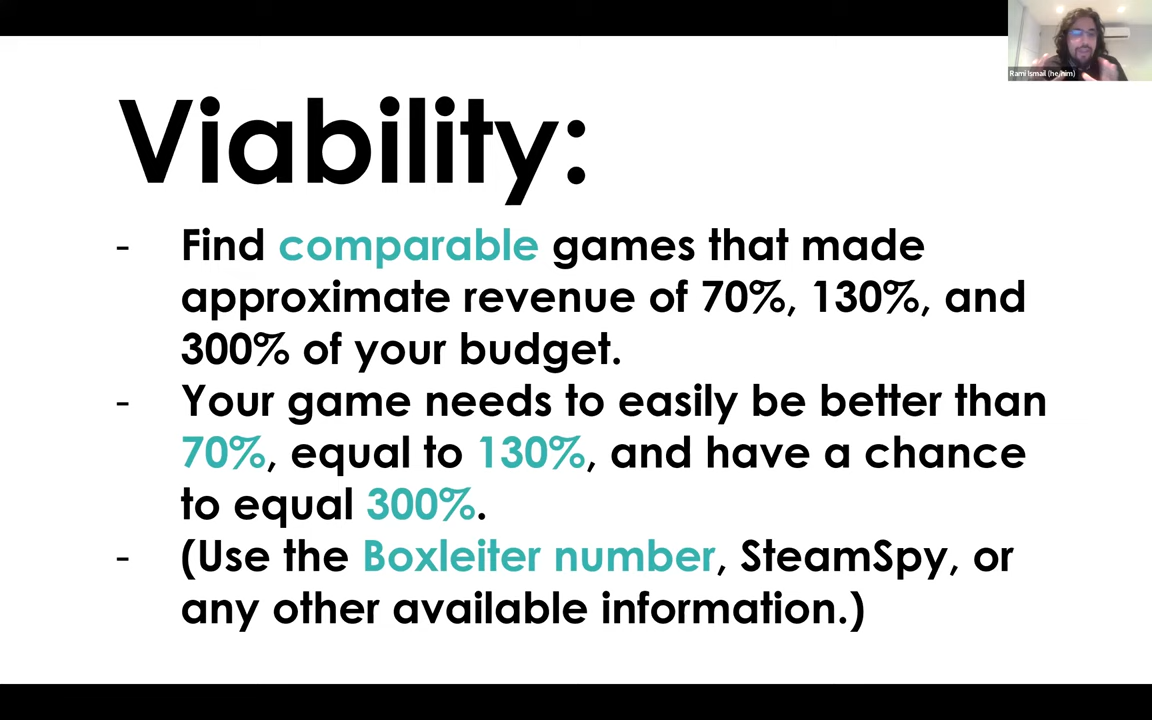 Rami Ismail (he/him)
Viability:
- Find comparable games that made
approximate revenue of 70%, 130%, and
300% of your budget.
- Your game needs to easily be better than
70%, equal to 130%, and have a chance
to equal 300%.
- (Use the Boxleiter number, SteamSpy, or
any other available information.)